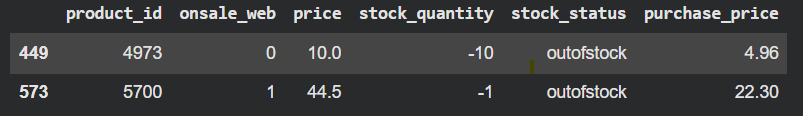 product_id onsale_web price stock_quantity stock_status purchase_price
449 4973 0 10.0 -10 outofstock 4.96
573 5700 1 44.5 -1 outofstock 22.30